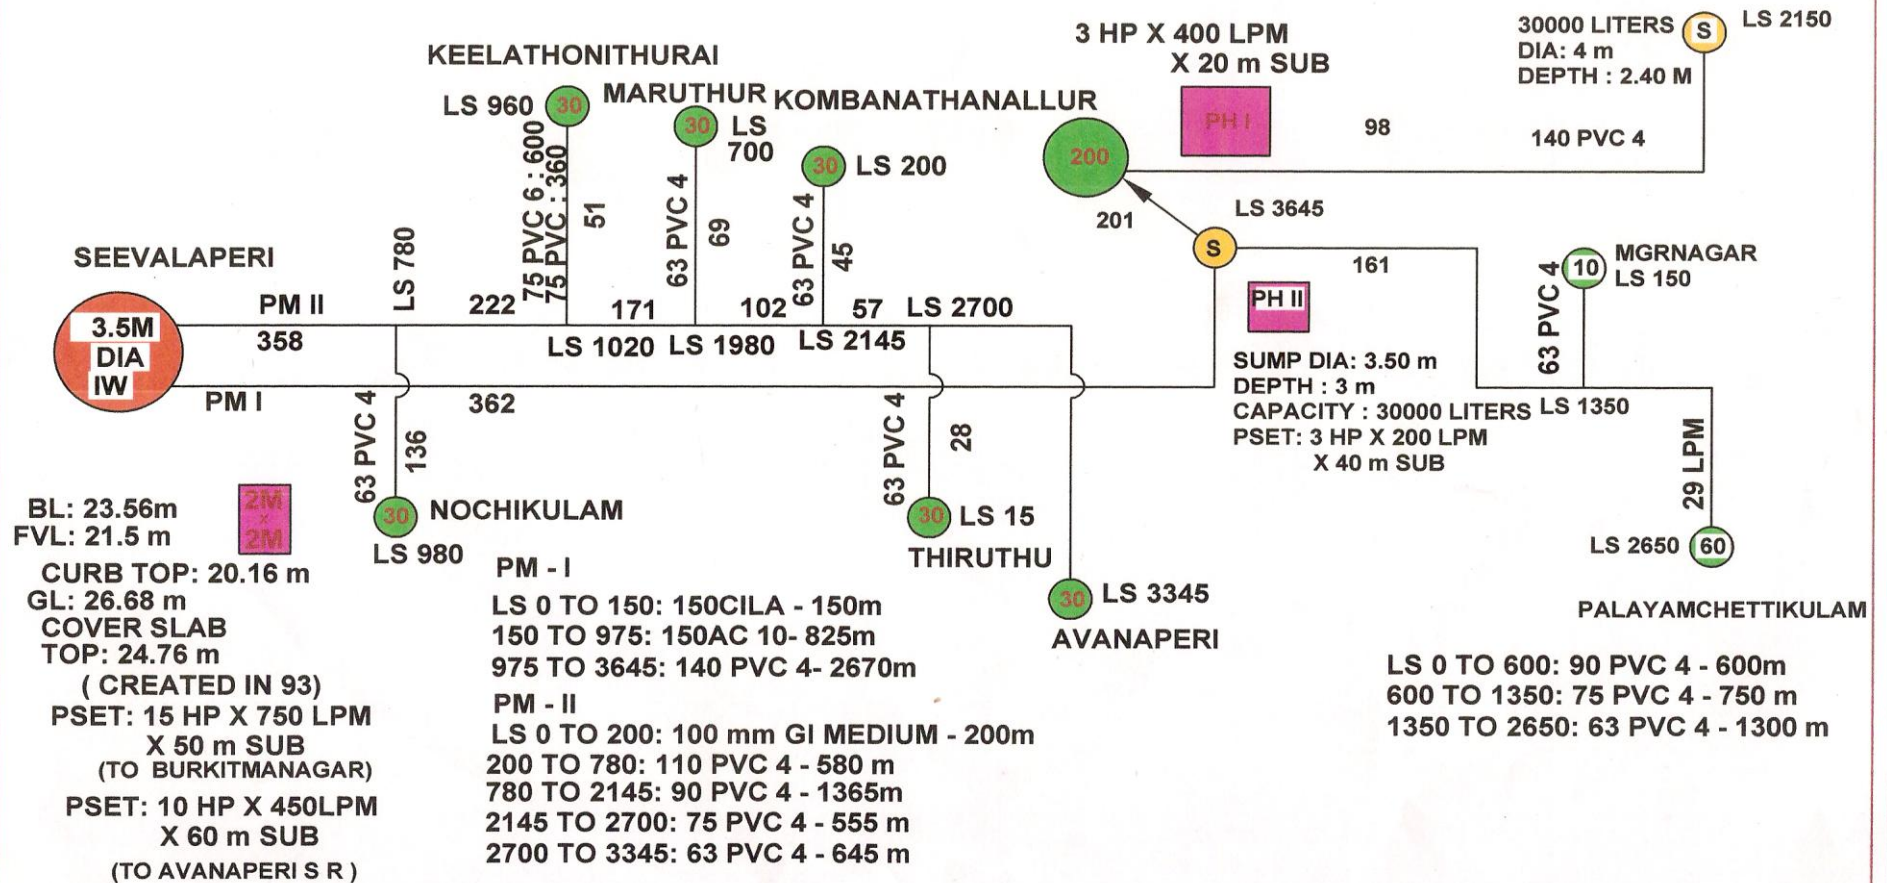 3 HP X 400 LPM
X 20 m SUB
30000 LITERS
DIA: 4 m
DEPTH : 2.40 M
S
LS 2150
KEELATHONITHURAI
LS 960
30
MARUTHUR
30
LS
700
KOMBANATHANALLUR
30
LS 200
200
PH I
98
140 PVC 4
201
LS 3645
S
161
75 PVC 6 : 600
75 PVC : 360
51
63 PVC 4
69
63 PVC 4
45
SEEVALAPERI
3.5M
DIA
IW
PM II
358
LS 780
222
171
102
57
LS 2700
LS 1020
LS 1980
LS 2145
PM I
362
63 PVC 4
136
63 PVC 4
28
PH II
SUMP DIA: 3.50 m
DEPTH : 3 m
CAPACITY : 30000 LITERS
PSET: 3 HP X 200 LPM
X 40 m SUB
63 PVC 4
10
MGRNAGAR
LS 150
LS 1350
29 LPM
LS 2650
60
PALAYAMCHETTIKULAM
30
NOCHIKULAM
LS 980
30
LS 15
THIRUTHU
30
LS 3345
AVANAPERI
BL: 23.56m
FVL: 21.5 m
2M
x
2M
CURB TOP: 20.16 m
GL: 26.68 m
COVER SLAB
TOP: 24.76 m
( CREATED IN 93)
PSET: 15 HP X 750 LPM
X 50 m SUB
(TO BURKITMANAGAR)
PSET: 10 HP X 450LPM
X 60 m SUB
(TO AVANAPERI S R )
PM - I
LS 0 TO 150: 150CILA - 150m
150 TO 975: 150AC 10- 825m
975 TO 3645: 140 PVC 4- 2670m
PM - II
LS 0 TO 200: 100 mm GI MEDIUM - 200m
200 TO 780: 110 PVC 4 - 580 m
780 TO 2145: 90 PVC 4 - 1365m
2145 TO 2700: 75 PVC 4 - 555 m
2700 TO 3345: 63 PVC 4 - 645 m
LS 0 TO 600: 90 PVC 4 - 600m
600 TO 1350: 75 PVC 4 - 750 m
1350 TO 2650: 63 PVC 4 - 1300 m